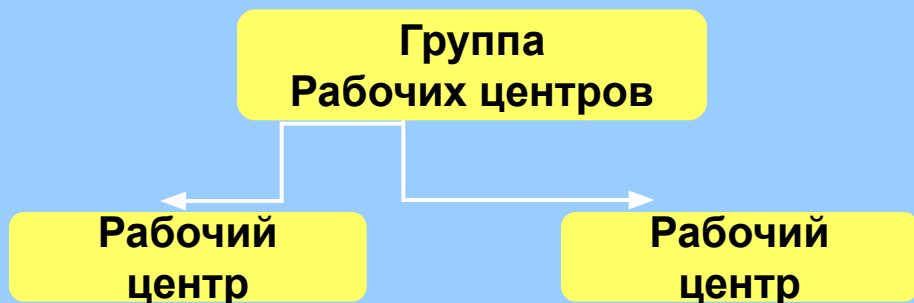 Группа
Рабочих центров
Рабочий
центр
Рабочий
центр